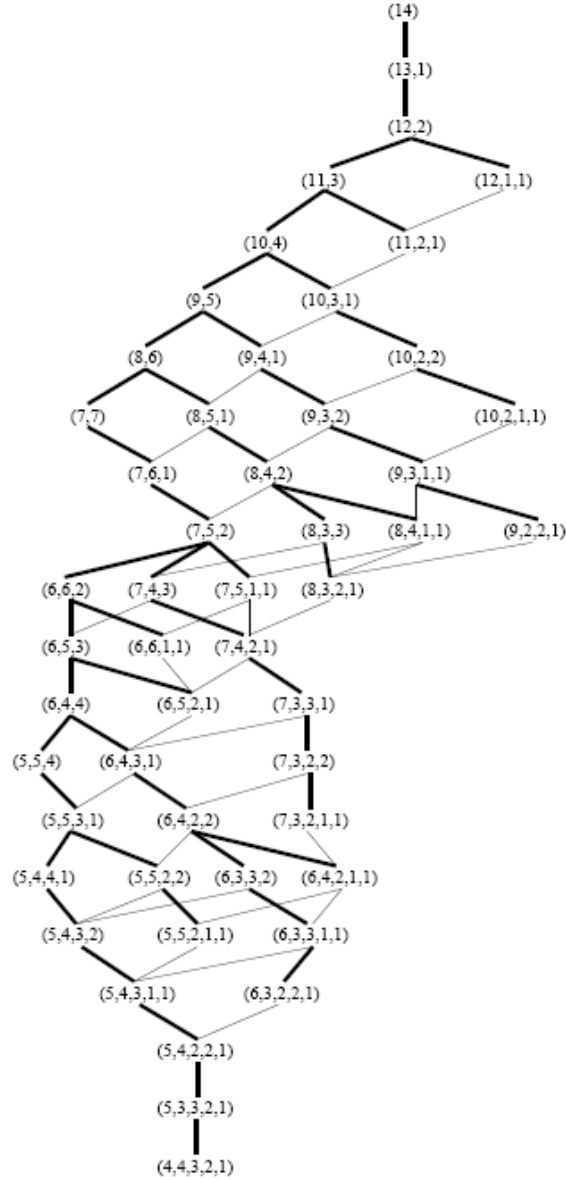 (14)
(13,1)
(12,2)
(11,3) (12,1,1)
(10,4) (11,2,1)
(9,5) (10,3,1)
(8,6) (9,4,1) (10,2,2)
(7,7) (8,5,1) (9,3,2) (10,2,1,1)
(7,6,1) (8,4,2) (9,3,1,1)
(7,5,2) (8,3,3) (8,4,1,1) (9,2,2,1)
(6,6,2) (7,4,3) (7,5,1,1) (8,3,2,1)
(6,5,3) (6,6,1,1) (7,4,2,1)
(6,4,4) (6,5,2,1) (7,3,3,1)
(5,5,4) (6,4,3,1) (7,3,2,2)
(5,5,3,1) (6,4,2,2) (7,3,2,1,1)
(5,4,4,1) (5,5,2,2) (6,3,3,2) (6,4,2,1,1)
(5,4,3,2) (5,5,2,1,1) (6,3,3,1,1)
(5,4,3,1,1) (6,3,2,2,1)
(5,4,2,2,1)
(5,3,3,2,1)
(4,4,3,2,1)